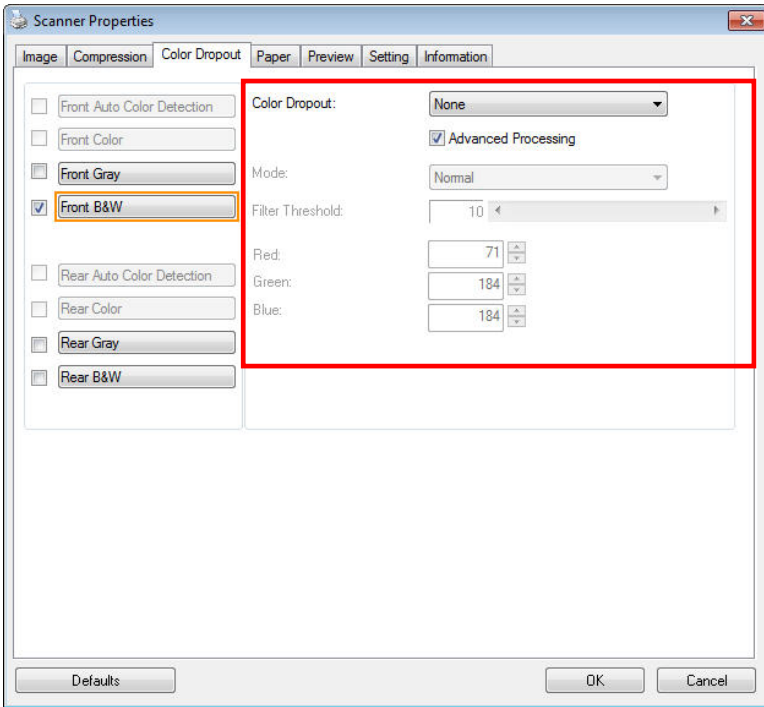 Scanner Properties
Image Compression Color Dropout Paper Preview Setting Information
Front Auto Color Detection
Front Color
Front Gray
Front B&W
Rear Auto Color Detection
Rear Color
Rear Gray
Rear B&W
Color Dropout: None
Advanced Processing
Mode: Normal
Filter Threshold: 10
Red: 71
Green: 184
Blue: 184
Defaults OK Cancel